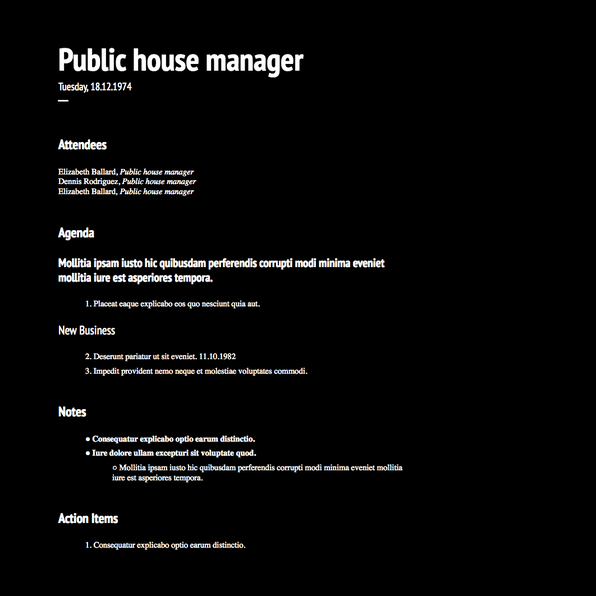 Public house manager
Tuesday, 18.12.1974
—
Attendees
Elizabeth Ballard, Public house manager
Dennis Rodriguez, Public house manager
Elizabeth Ballard, Public house manager
Agenda
Mollitia ipsam iusto hic quibusdam perferendis corrupti modi minima eveniet
mollitia iure est asperiores tempora.
1. Placeat eaque explicabo eos quo nesciunt quia aut.
New Business
2. Deserunt pariatur ut sit eveniet. 11.10.1982
3. Impedit provident nemo neque et molestiae voluptates commodi.
Notes
● Consequatur explicabo optio earum distinctio.
● Iure dolore ullam excepturi sit voluptate quod.
○ Mollitia ipsam iusto hic quibusdam perferendis corrupti modi minima eveniet mollitia
iure est asperiores tempora.
Action Items
1. Consequatur explicabo optio earum distinctio.